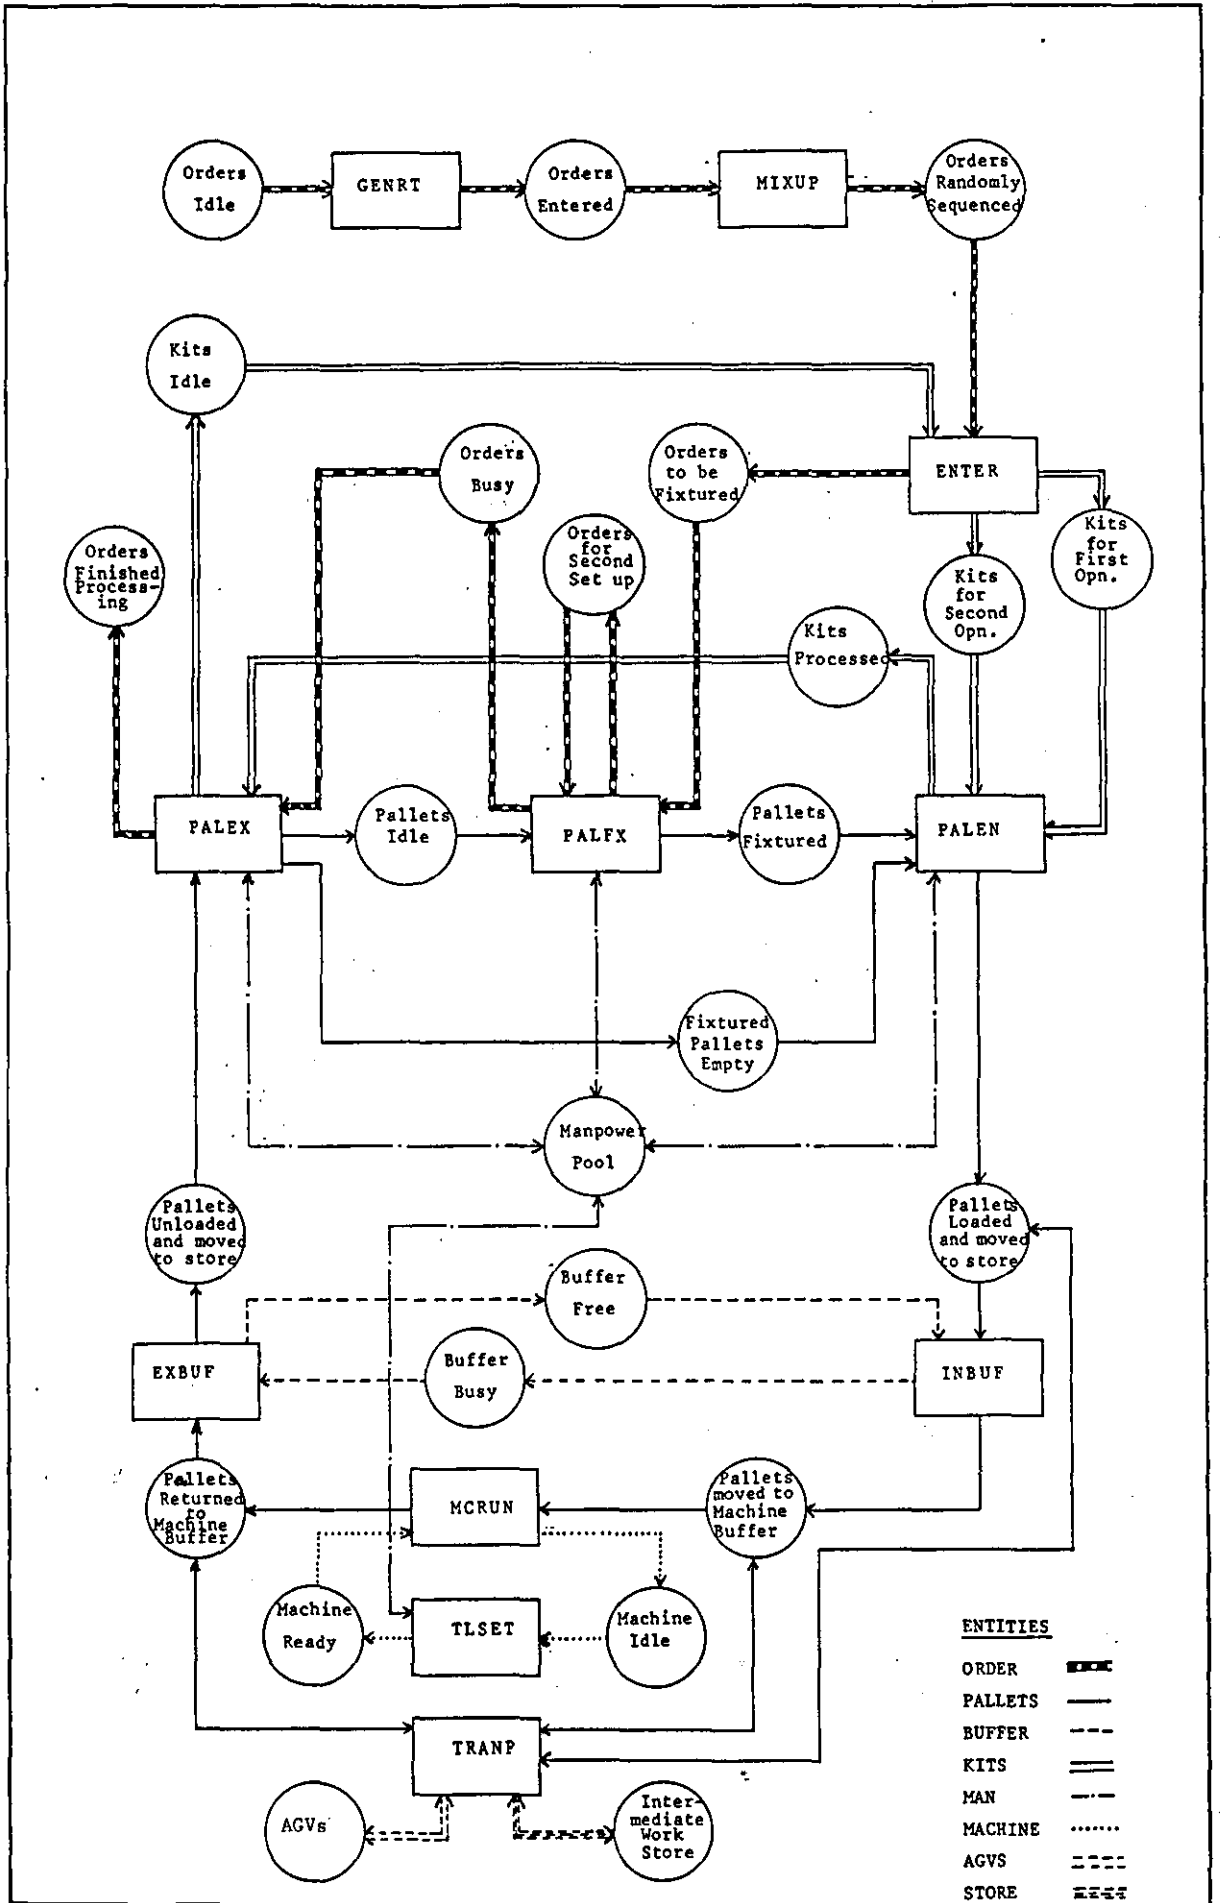 Orders
Idle
GENRT
Orders
Entered
MIXUP
Orders
Randomly
Sequenced
Kits
Idle
Orders
Busy
Orders
to be
Fixtured
ENTER
Orders
Finished
Process-
ing
Orders
for
Second
Set up
Kits
for
Second
Opn.
Kits
for
First
Opn.
Kits
Processed
PALEX
Pallets
Idle
PALFX
Pallets
Fixtured
PALEN
Fixtured
Pallets
Empty
Manpower
Pool
Pallets
Unloaded
and moved
to store
Pallets
Loaded
and moved
to store
Buffer
Free
EXBUF
Buffer
Busy
INBUF
Pallets
Returned
to
Machine
Buffer
MCRUN
Pallets
moved to
Machine
Buffer
Machine
Ready
TLSET
Machine
Idle
TRANP
AGVs
Inter-
mediate
Work
Store
ENTITIES
ORDER
PALLETS
BUFFER
KITS
MAN
MACHINE
AGVS
STORE